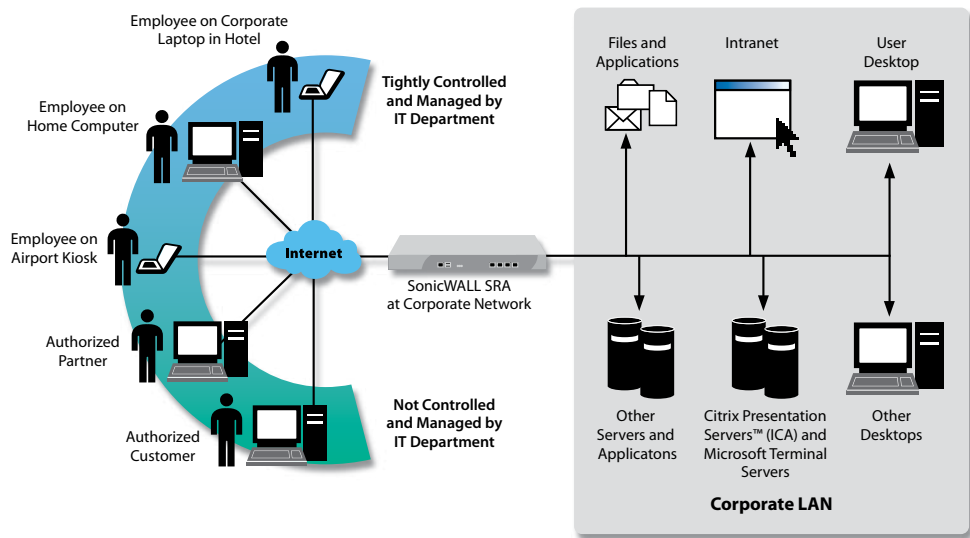 Employee on Corporate
Laptop in Hotel
Tightly Controlled
and Managed by
IT Department
Employee on
Home Computer
Employee on
Airport Kiosk
Internet
SonicWALL SRA
at Corporate Network
Authorized
Partner
Not Controlled
and Managed by
IT Department
Authorized
Customer
Files and
Applications
Intranet
User
Desktop
Other
Servers and
Applicatons
Citrix Presentation
Servers™ (ICA) and
Microsoft Terminal
Servers
Other
Desktops
Corporate LAN